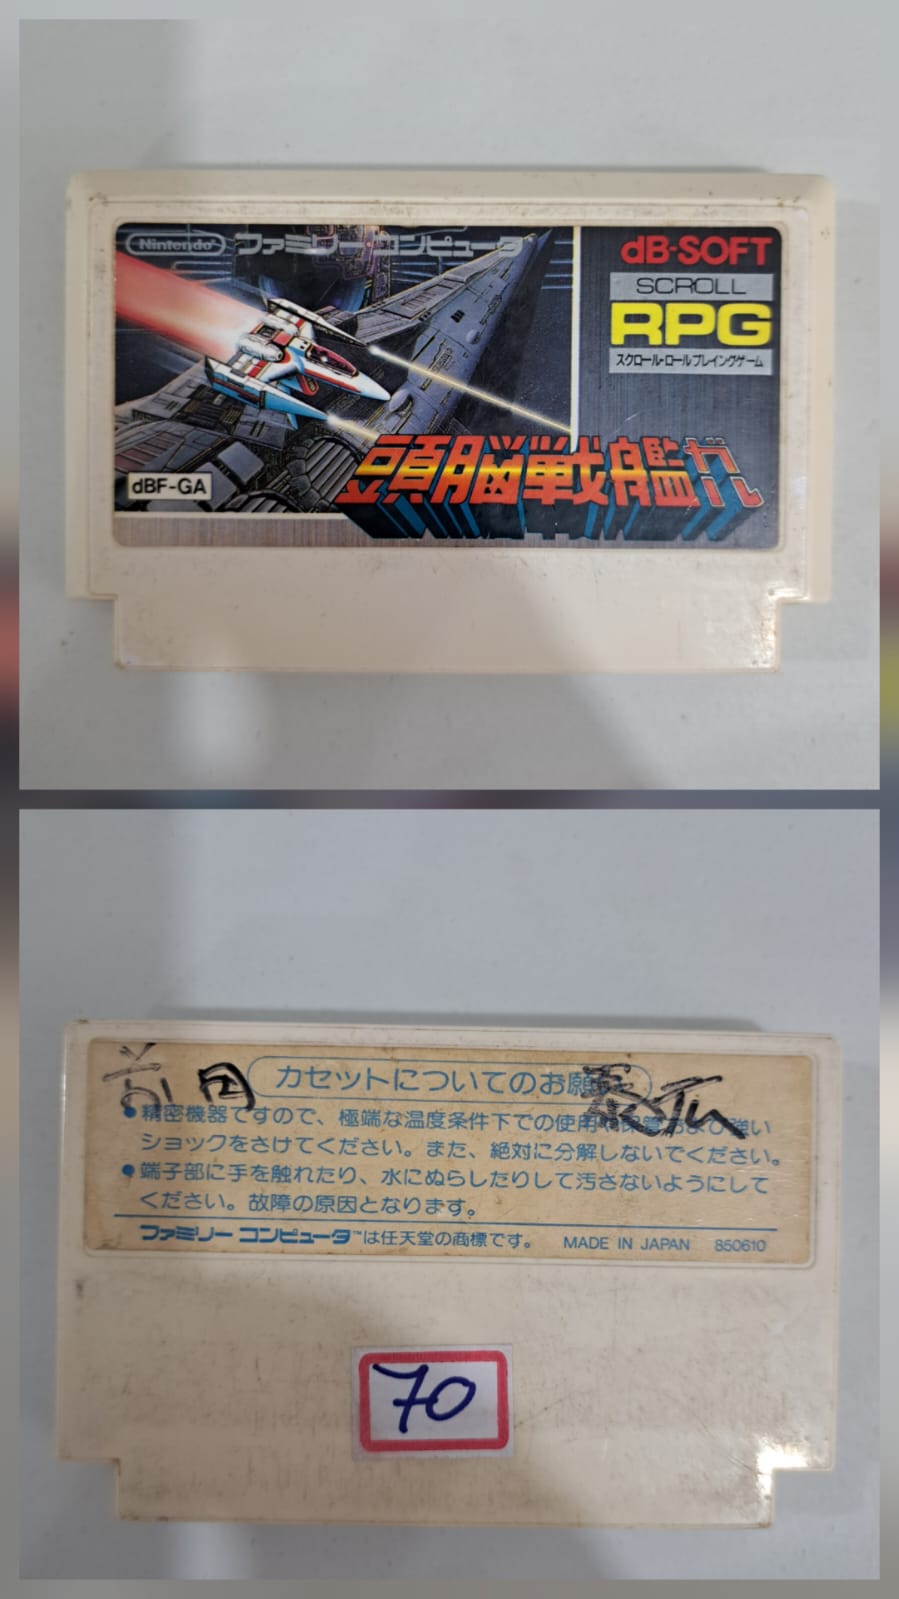 Nintendo ファミリーコンピュータ
dB-SOFT
SCROLL
RPG
スクロール・ロールプレイングゲーム
頭脳戦艦ガル
dBF-GA
カセットについてのお願
●精密機器ですので、極端な温度条件下での使用や保管および強い
ショックをさけてください。また、絶対に分解しないでください。
●端子部に手を触れたり、水にぬらしたりして汚さないようにして
ください。故障の原因となります。
ファミリーコンピュータ™は任天堂の商標です。 MADE IN JAPAN 850610
70